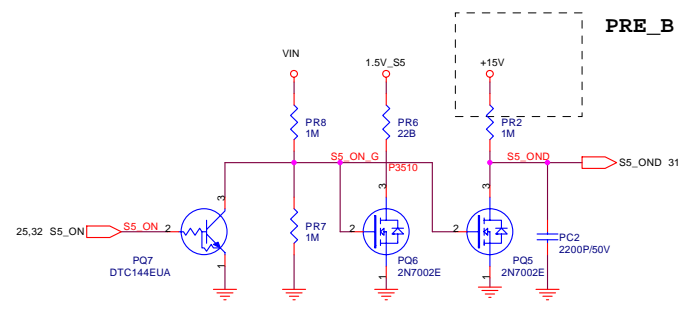 PRE_B
VIN
1.5V_S5
+15V
PR8
1M
PR6
22B
PR2
1M
S5_ON_G
P3510
S5_OND
S5_OND 31
3
3
3
25,32 S5_ON
S5_ON
2
PR7
1M
2
2
PC2
2200P/50V
PQ7
DTC144EUA
1
PQ6
2N7002E
1
PQ5
2N7002E
1